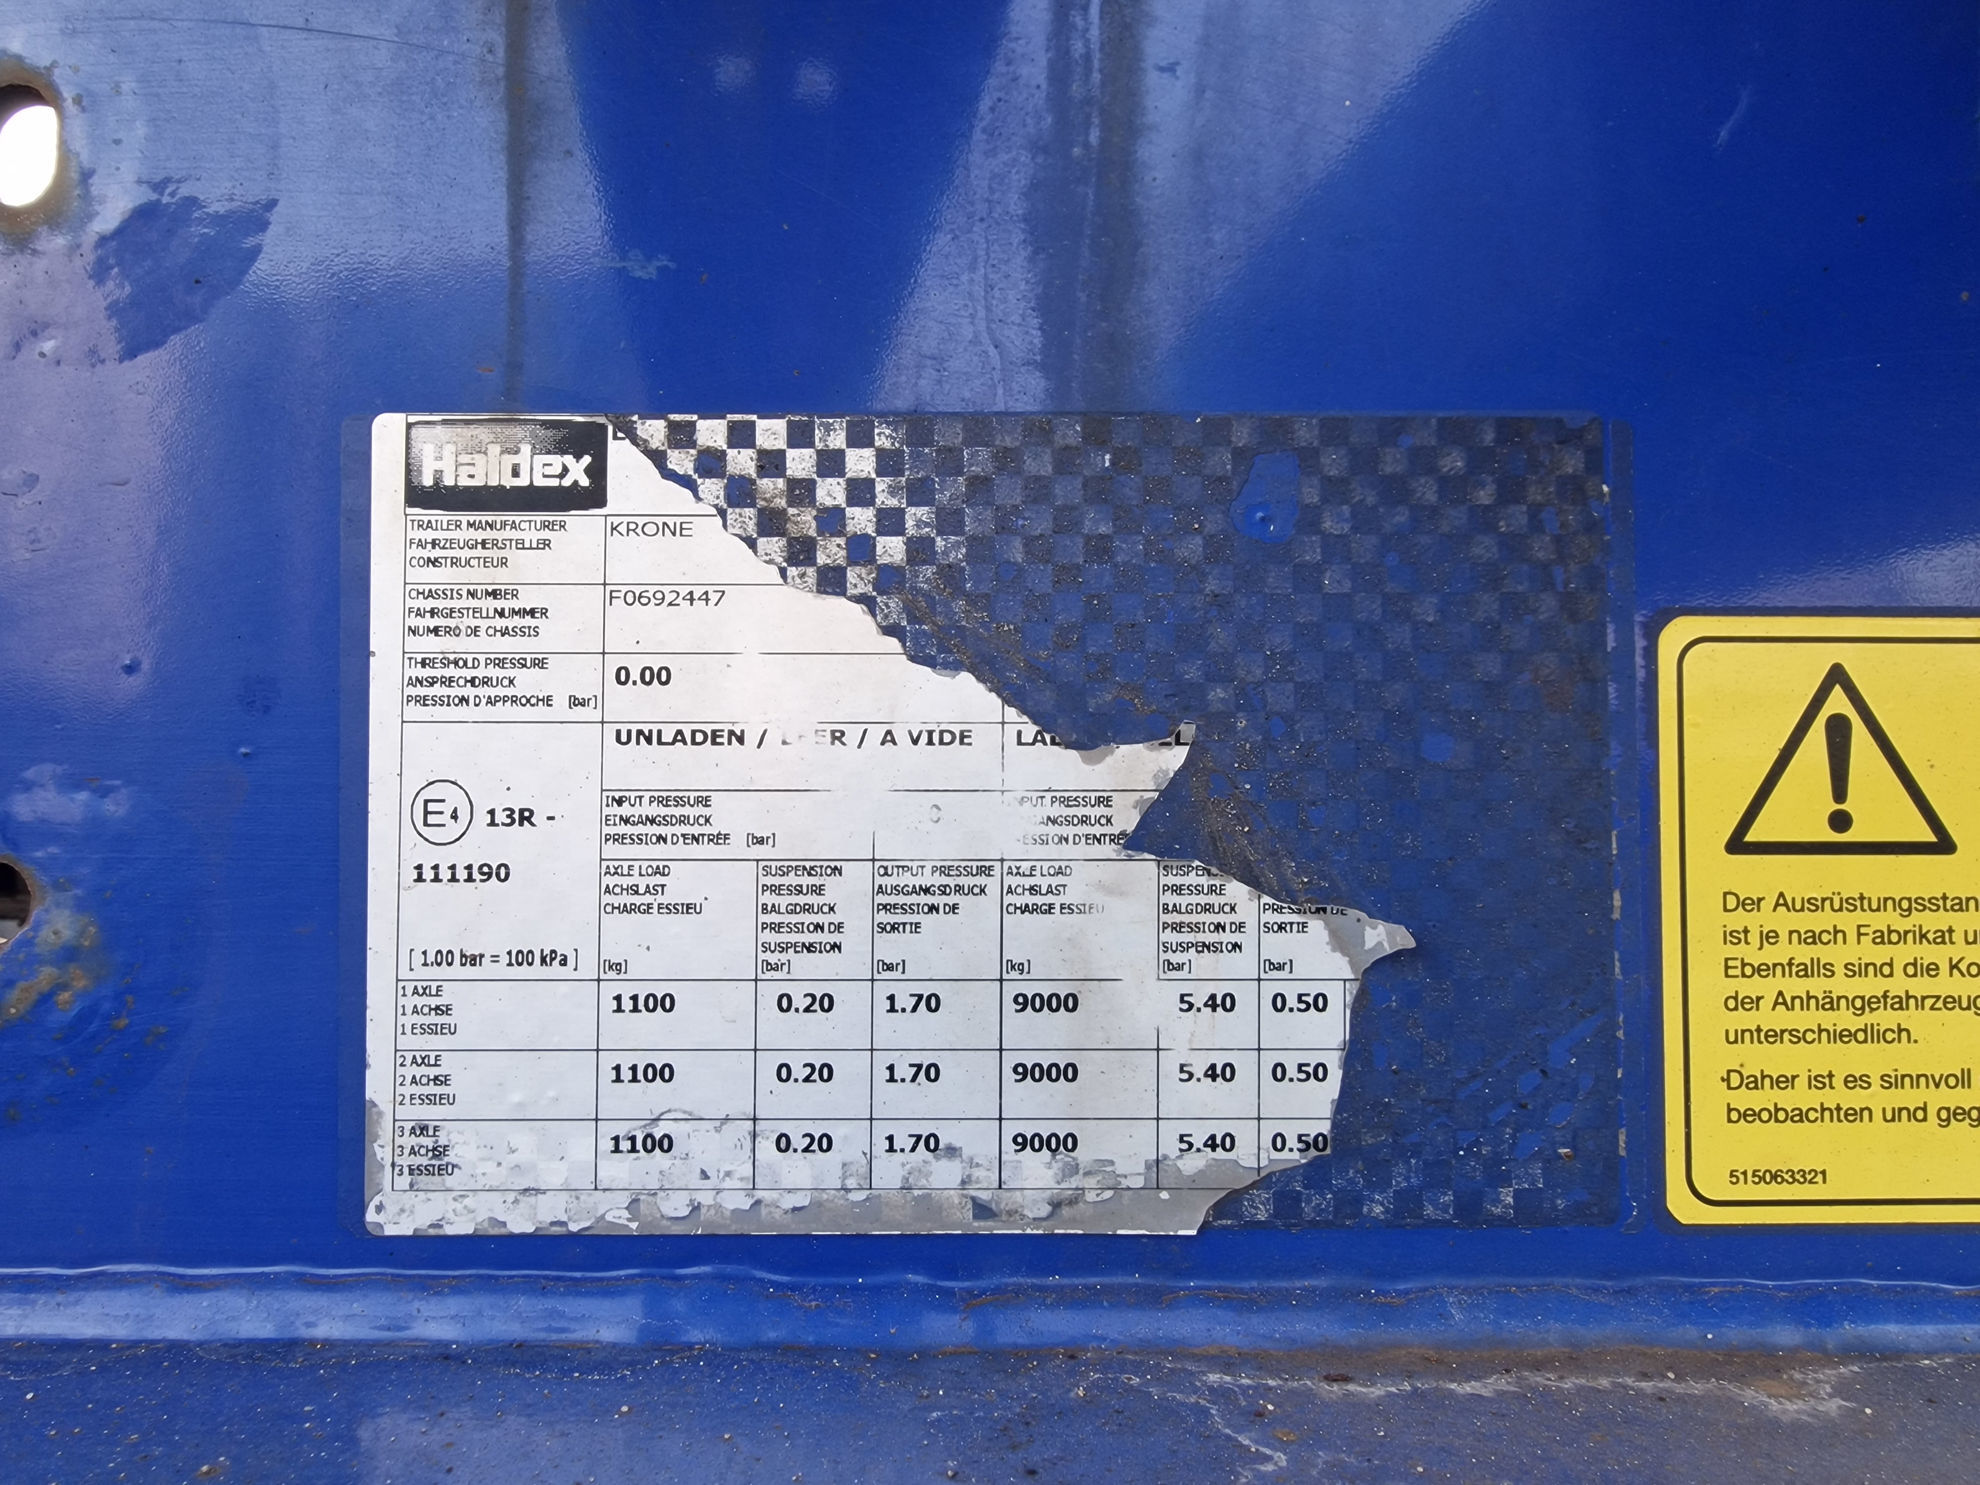 Haldex
TRAILER MANUFACTURER
FAHRZEUGHERSTELLER
CONSTRUCTEUR
KRONE
CHASSIS NUMBER
FAHRGESTELLNUMMER
NUMERO DE CHASSIS
F0692447
THRESHOLD PRESSURE
ANSPRECHDRUCK
PRESSION D'APPROCHE [bar]
0.00
UNLADEN / / A VIDE
E4 13R -
111190
[ 1.00 bar = 100 kPa ]
INPUT PRESSURE
EINGANGSDRUCK
PRESSION D'ENTRÉE [bar]
PRESSURE
AXLE LOAD
ACHSLAST
CHARGE ESSIEU
[kg]
SUSPENSION
PRESSURE
BALGDRUCK
PRESSION DE
SUSPENSION
[bar]
OUTPUT PRESSURE
AUSGANGSDRUCK
PRESSION DE
SORTIE
[bar]
AXLE LOAD
ACHSLAST
CHARGE ESSIEU
[kg]
PRESSURE
BALGDRUCK
PRESSION DE
SUSPENSION
[bar]
PRESSION DE
SORTIE
[bar]
1 AXLE
1 ACHSE
1 ESSIEU
1100 0.20 1.70 9000 5.40 0.50
2 AXLE
2 ACHSE
2 ESSIEU
1100 0.20 1.70 9000 5.40 0.50
3 AXLE
3 ACHSE
3 ESSIEU
1100 0.20 1.70 9000 5.40 0.50
Der Ausrüstungsstan
ist je nach Fabrikat u
Ebenfalls sind die Ko
der Anhängefahrzeug
unterschiedlich.
Daher ist es sinnvoll
beobachten und geg
515063321